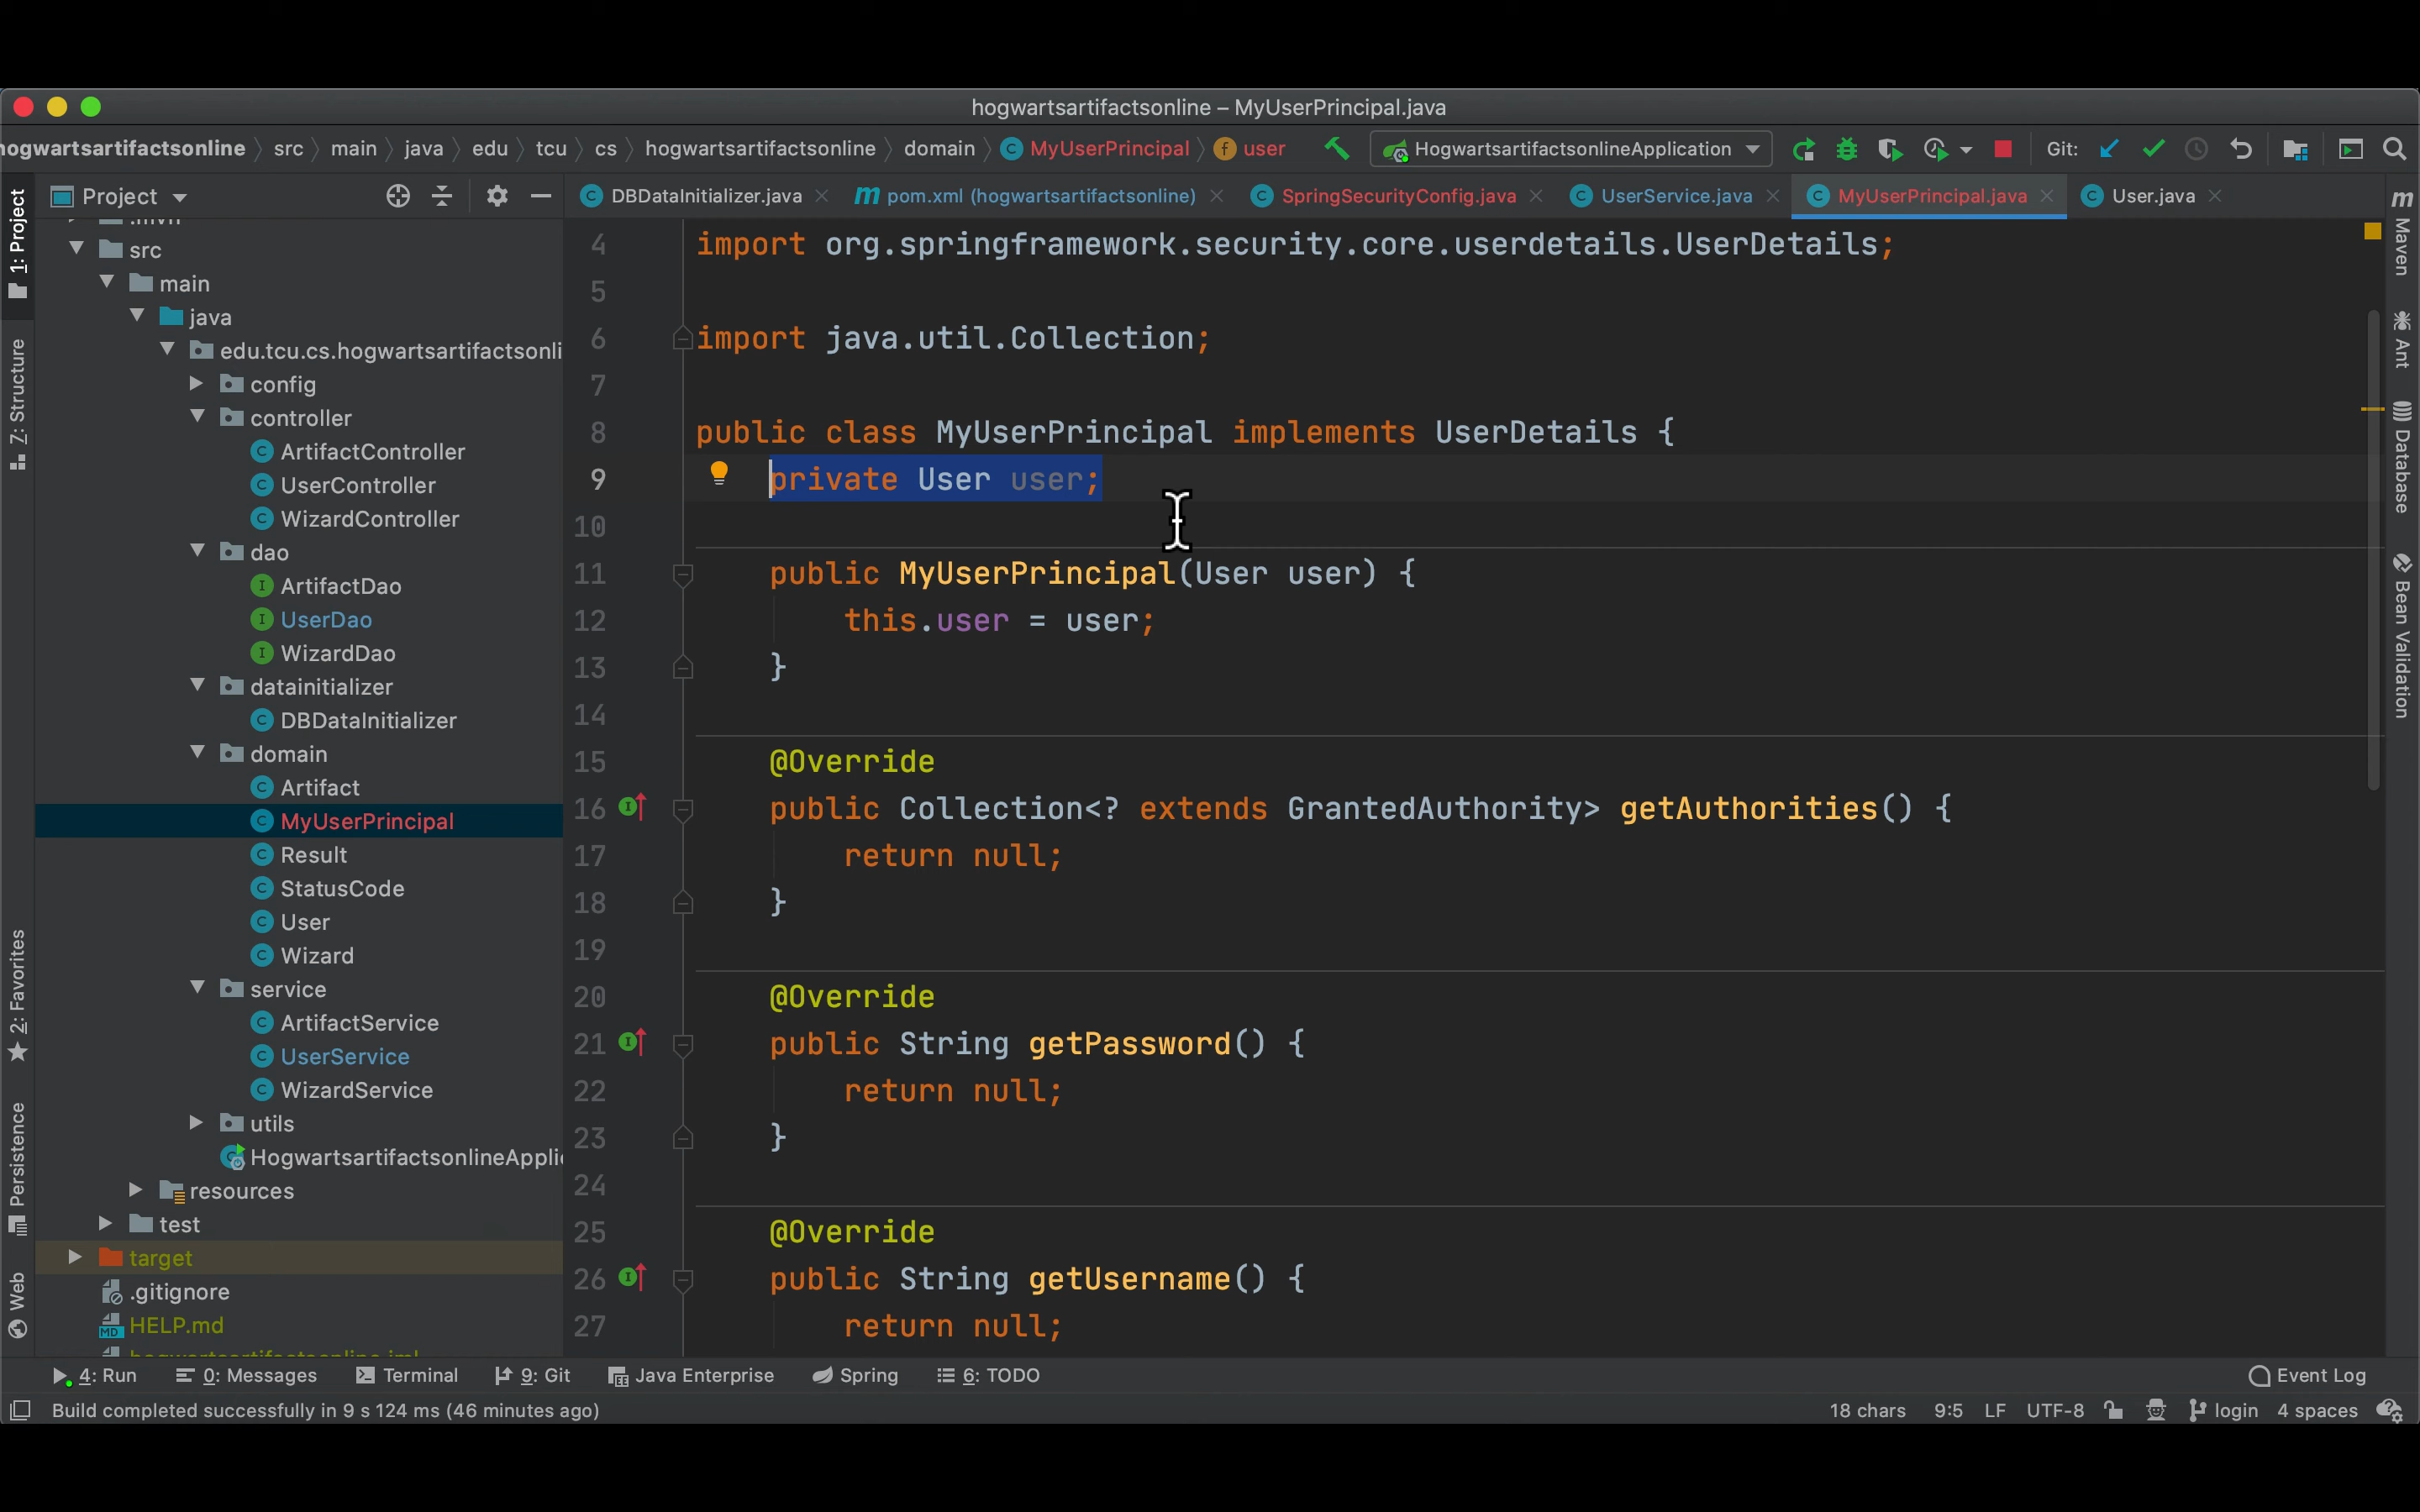 hogwartsartifactsonline – MyUserPrincipal.java
hogwartsartifactsonline src main java edu tcu cs hogwartsartifactsonline domain MyUserPrincipal user HogwartsartifactsonlineApplication Git:
Project
DBDataInitializer.java pom.xml (hogwartsartifactsonline) SpringSecurityConfig.java UserService.java MyUserPrincipal.java User.java
1: Project
Z: Structure
2: Favorites
Persistence
Web
src
main
java
edu.tcu.cs.hogwartsartifactsonli
config
controller
ArtifactController
UserController
WizardController
dao
ArtifactDao
UserDao
WizardDao
datainitializer
DBDataInitializer
domain
Artifact
MyUserPrincipal
Result
StatusCode
User
Wizard
service
ArtifactService
UserService
WizardService
utils
HogwartsartifactsonlineAppli
resources
test
target
.gitignore
HELP.md
4 import org.springframework.security.core.userdetails.UserDetails;
5
6 import java.util.Collection;
7
8 public class MyUserPrincipal implements UserDetails {
9 private User user;
10
11 public MyUserPrincipal(User user) {
12 this.user = user;
13 }
14
15 @Override
16 public Collection<? extends GrantedAuthority> getAuthorities() {
17 return null;
18 }
19
20 @Override
21 public String getPassword() {
22 return null;
23 }
24
25 @Override
26 public String getUsername() {
27 return null;
Maven
Ant
Database
Bean Validation
4: Run 0: Messages Terminal 9: Git Java Enterprise Spring 6: TODO Event Log
Build completed successfully in 9 s 124 ms (46 minutes ago) 18 chars 9:5 LF UTF-8 login 4 spaces